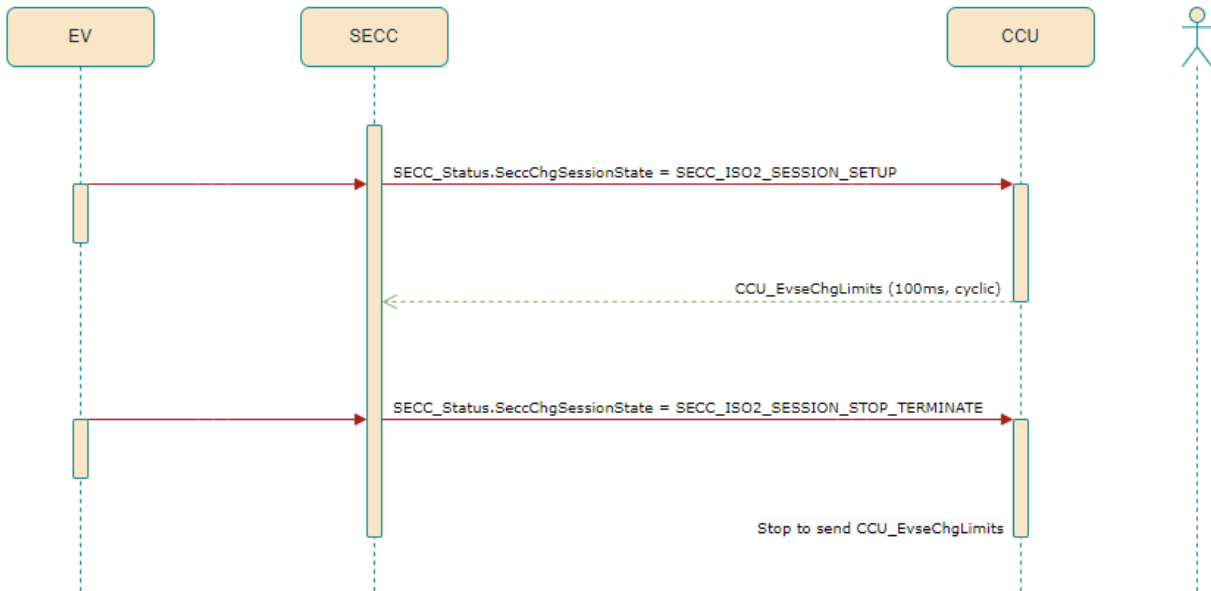 EV
SECC
CCU
SECC_Status.SeccChgSessionState = SECC_ISO2_SESSION_SETUP
CCU_EvseChgLimits (100ms, cyclic)
SECC_Status.SeccChgSessionState = SECC_ISO2_SESSION_STOP_TERMINATE
Stop to send CCU_EvseChgLimits